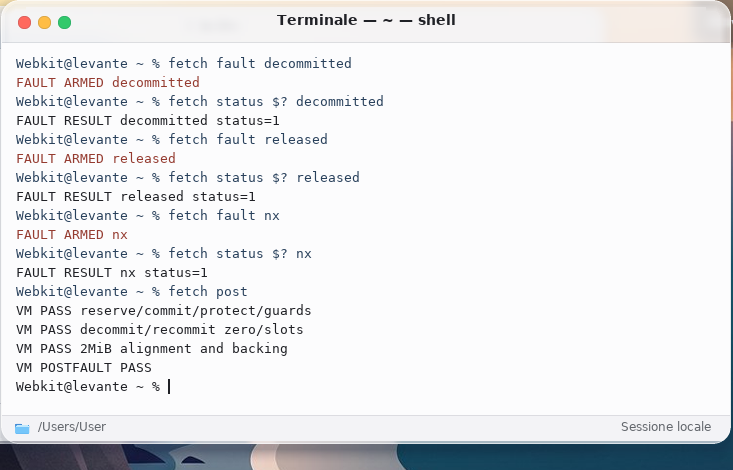 Terminale — ~ — shell
Webkit@levante ~ % fetch fault decommitted
FAULT ARMED decommitted
Webkit@levante ~ % fetch status $? decommitted
FAULT RESULT decommitted status=1
Webkit@levante ~ % fetch fault released
FAULT ARMED released
Webkit@levante ~ % fetch status $? released
FAULT RESULT released status=1
Webkit@levante ~ % fetch fault nx
FAULT ARMED nx
Webkit@levante ~ % fetch status $? nx
FAULT RESULT nx status=1
Webkit@levante ~ % fetch post
VM PASS reserve/commit/protect/guards
VM PASS decommit/recommit zero/slots
VM PASS 2MiB alignment and backing
VM POSTFAULT PASS
Webkit@levante ~ %
/Users/User Sessione locale